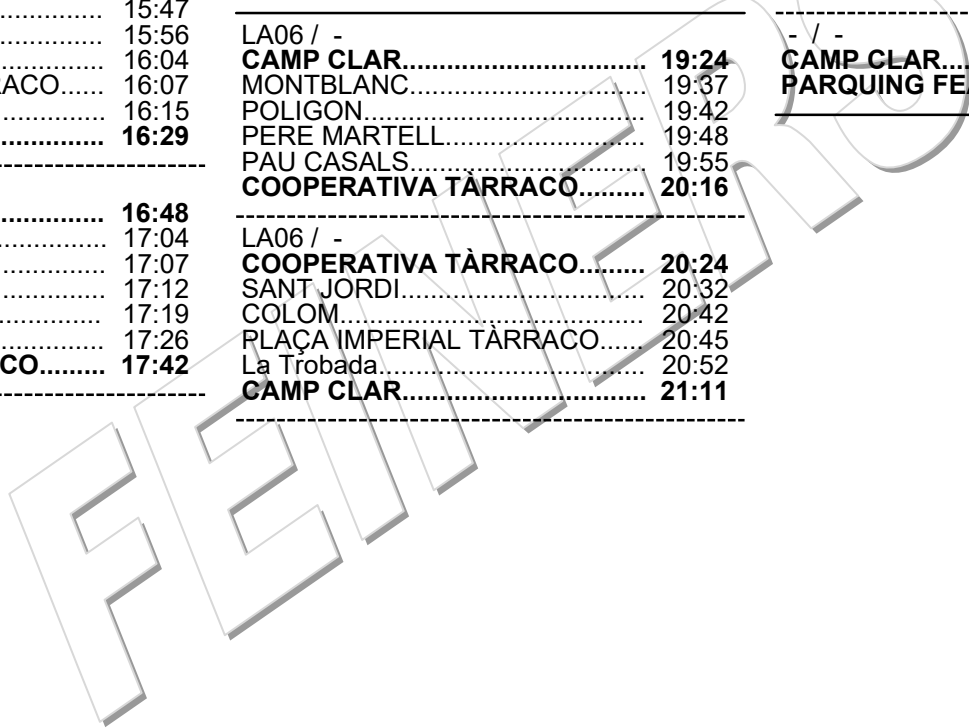 ............... 15:47
............... 15:56
............... 16:04
ACO...... 16:07
............... 16:15
............... 16:29
----------------------
............... 16:48
............... 17:04
............... 17:07
............... 17:12
............... 17:19
............... 17:26
CO......... 17:42
----------------------
LA06 / -
CAMP CLAR................................ 19:24
MONTBLANC............................... 19:37
POLIGON..................................... 19:42
PERE MARTELL.......................... 19:48
PAU CASALS............................... 19:55
COOPERATIVA TÀRRACO......... 20:16
-----------------------------------------------------
LA06 / -
COOPERATIVA TÀRRACO......... 20:24
SANT JORDI................................ 20:32
COLOM........................................ 20:42
PLAÇA IMPERIAL TÀRRACO...... 20:45
La Trobada................................... 20:52
CAMP CLAR................................ 21:11
-----------------------------------------------------
----------------------
- / -
CAMP CLAR....
PARQUING FEA
FEINERS